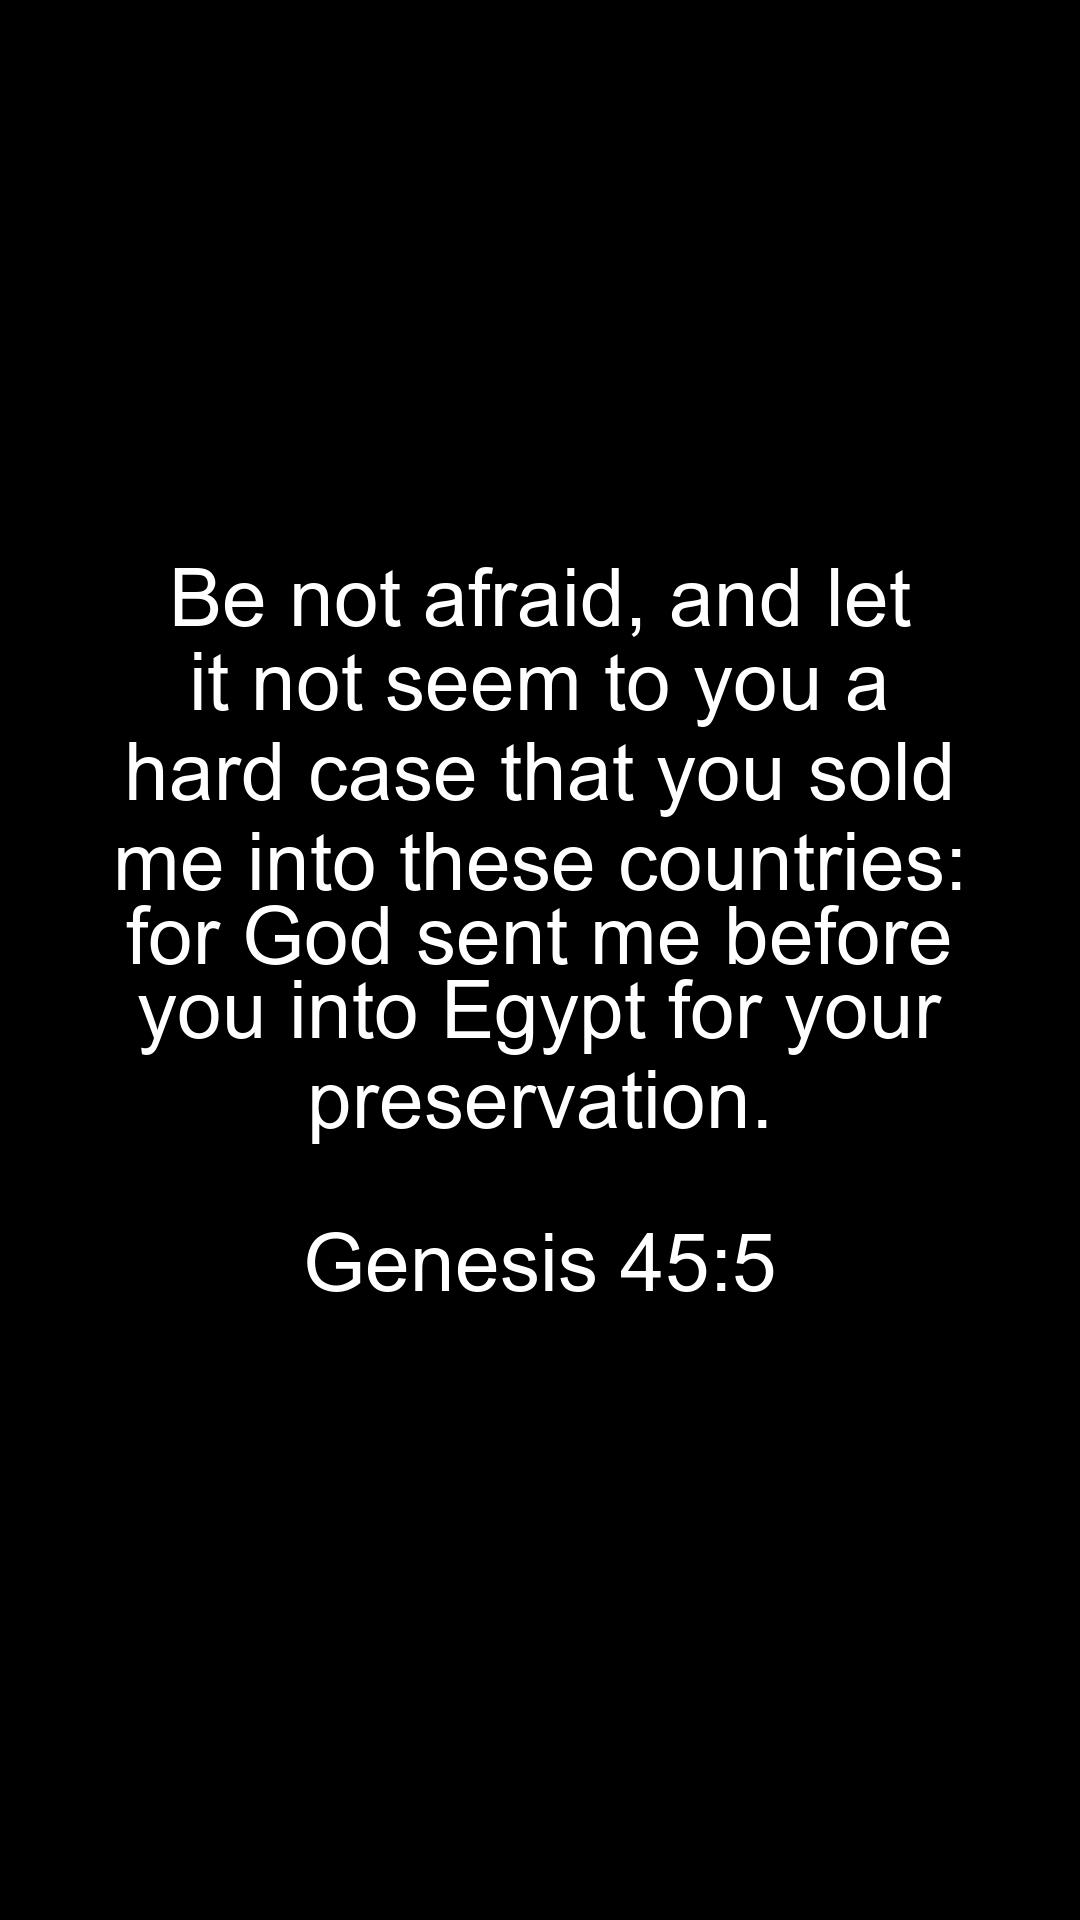 Be not afraid, and let
it not seem to you a
hard case that you sold
me into these countries:
for God sent me before
you into Egypt for your
preservation.
Genesis 45:5